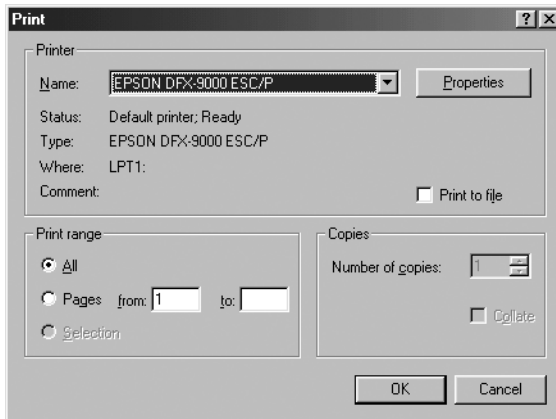 Print
Printer
Name: EPSON DFX-9000 ESC/P Properties
Status: Default printer; Ready
Type: EPSON DFX-9000 ESC/P
Where: LPT1:
Comment: Print to file
Print range
All
Pages from: 1 to:
Selection
Copies
Number of copies: 1
Collate
OK Cancel